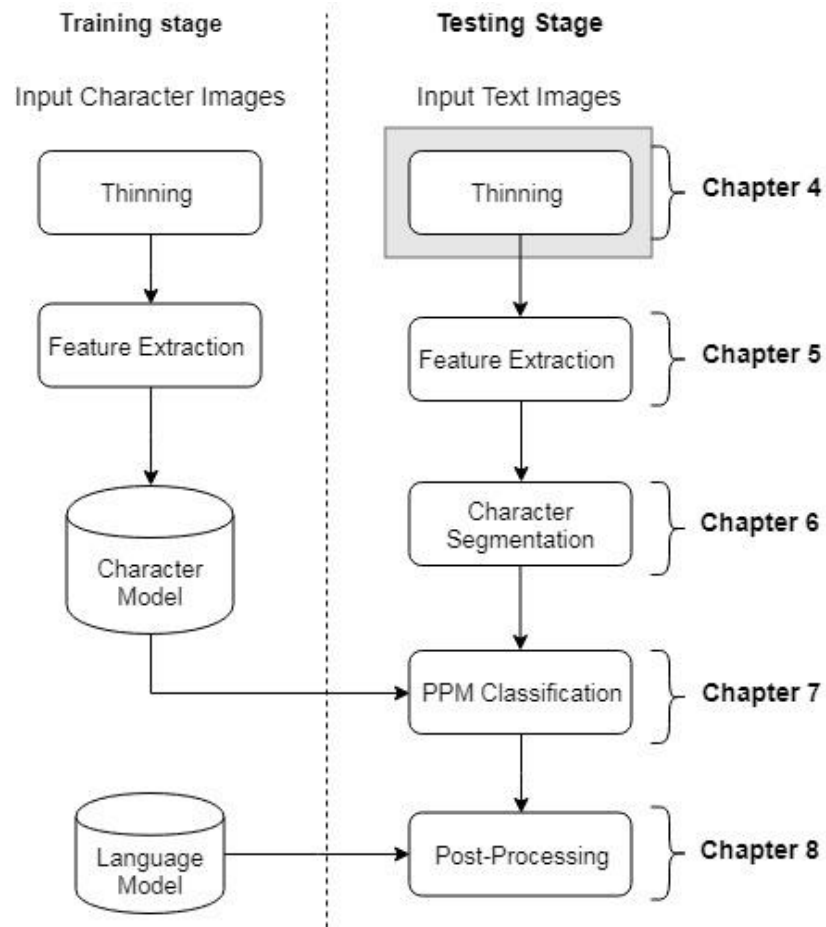 Training stage
Input Character Images
Thinning
Feature Extraction
Character
Model
Language
Model
Testing Stage
Input Text Images
Thinning
Chapter 4
Feature Extraction
Chapter 5
Character
Segmentation
Chapter 6
PPM Classification
Chapter 7
Post-Processing
Chapter 8